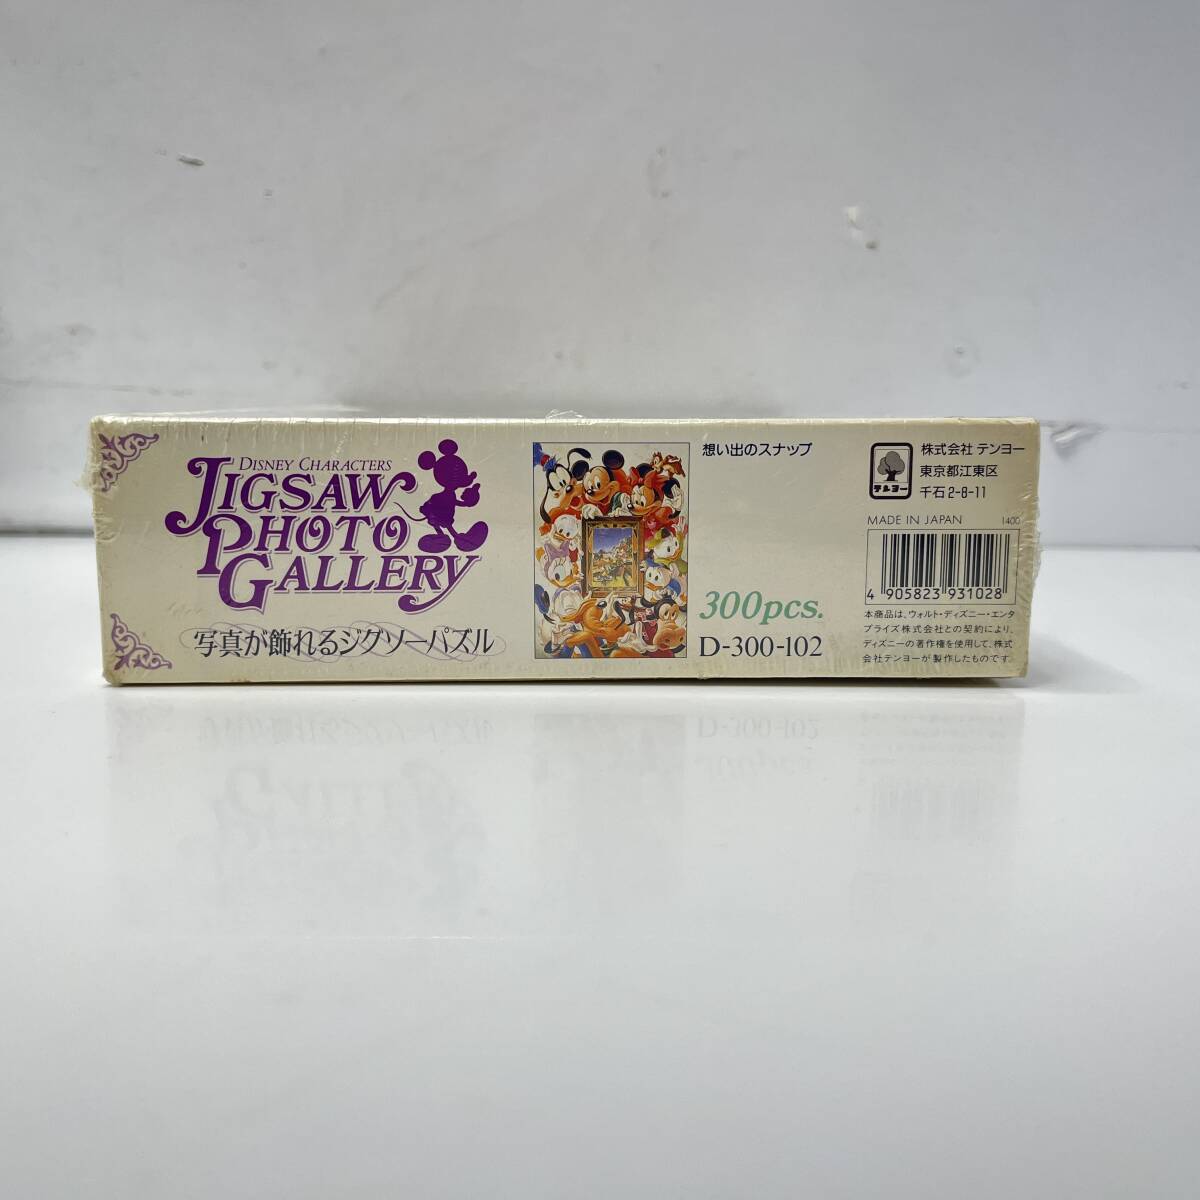 DISNEY CHARACTERS
JIGSAW
PHOTO
GALLERY
写真が飾れるジグソーパズル
想い出のスナップ
300pcs.
D-300-102
テンヨー
株式会社 テンヨー
東京都江東区
千石2-8-11
MADE IN JAPAN 1400
4 905823 931028
本商品は、ウォルト・ディズニー・エンタ
プライズ株式会社との契約により、
ディズニーの著作権を使用して、株式
会社テンヨーが製作したものです。